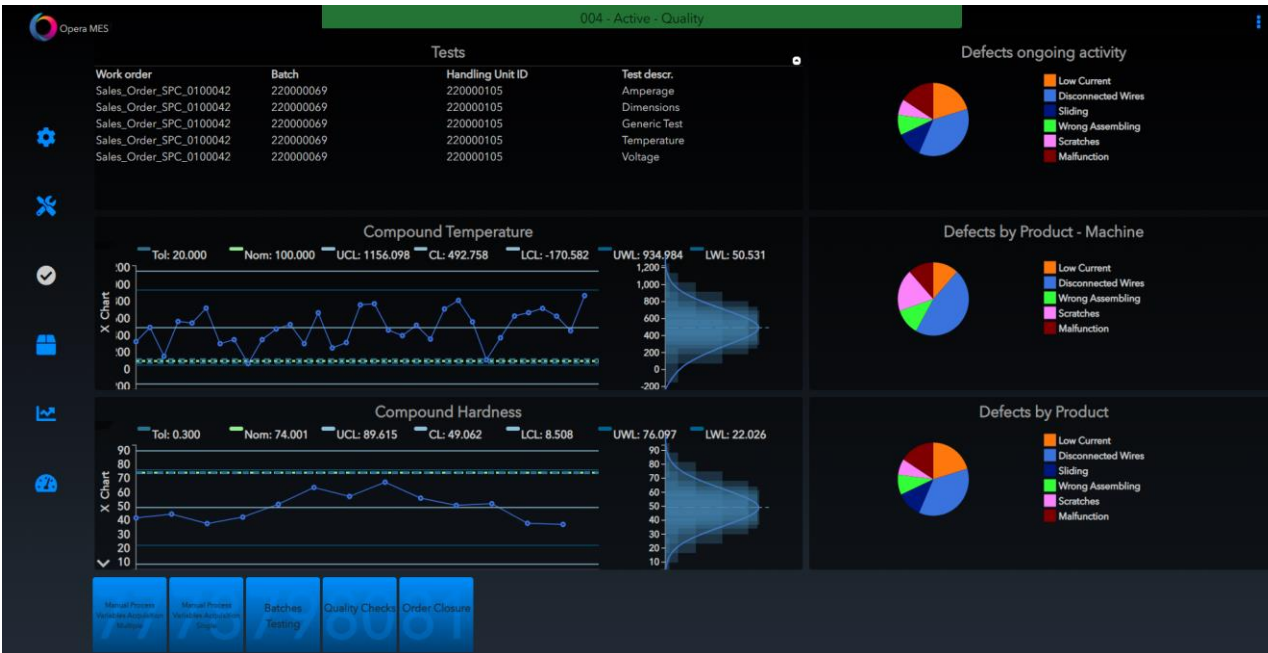 Opera MES
004 - Active - Quality
Tests
Work order Batch Handling Unit ID Test descr.
Sales_Order_SPC_0100042 220000069 220000105 Amperage
Sales_Order_SPC_0100042 220000069 220000105 Dimensions
Sales_Order_SPC_0100042 220000069 220000105 Generic Test
Sales_Order_SPC_0100042 220000069 220000105 Temperature
Sales_Order_SPC_0100042 220000069 220000105 Voltage
Defects ongoing activity
Low Current
Disconnected Wires
Sliding
Wrong Assembling
Scratches
Malfunction
Compound Temperature
Tol: 20.000 Nom: 100.000 UCL: 1156.098 CL: 492.758 LCL: -170.582 UWL: 934.984 LWL: 50.531
X Chart
0
1,200
1,000
800
600
400
200
0
-200
Defects by Product - Machine
Low Current
Disconnected Wires
Wrong Assembling
Scratches
Malfunction
Compound Hardness
Tol: 0.300 Nom: 74.001 UCL: 89.615 CL: 49.062 LCL: 8.508 UWL: 76.097 LWL: 22.026
X Chart
90
80
70
60
50
40
30
20
10
90
80
70
60
50
40
30
20
10
Defects by Product
Low Current
Disconnected Wires
Sliding
Wrong Assembling
Scratches
Malfunction
Manual Process
Variables Acquisition
Multiple
Manual Process
Variables Acquisition
Single
Batches
Testing
Quality Checks
Order Closure